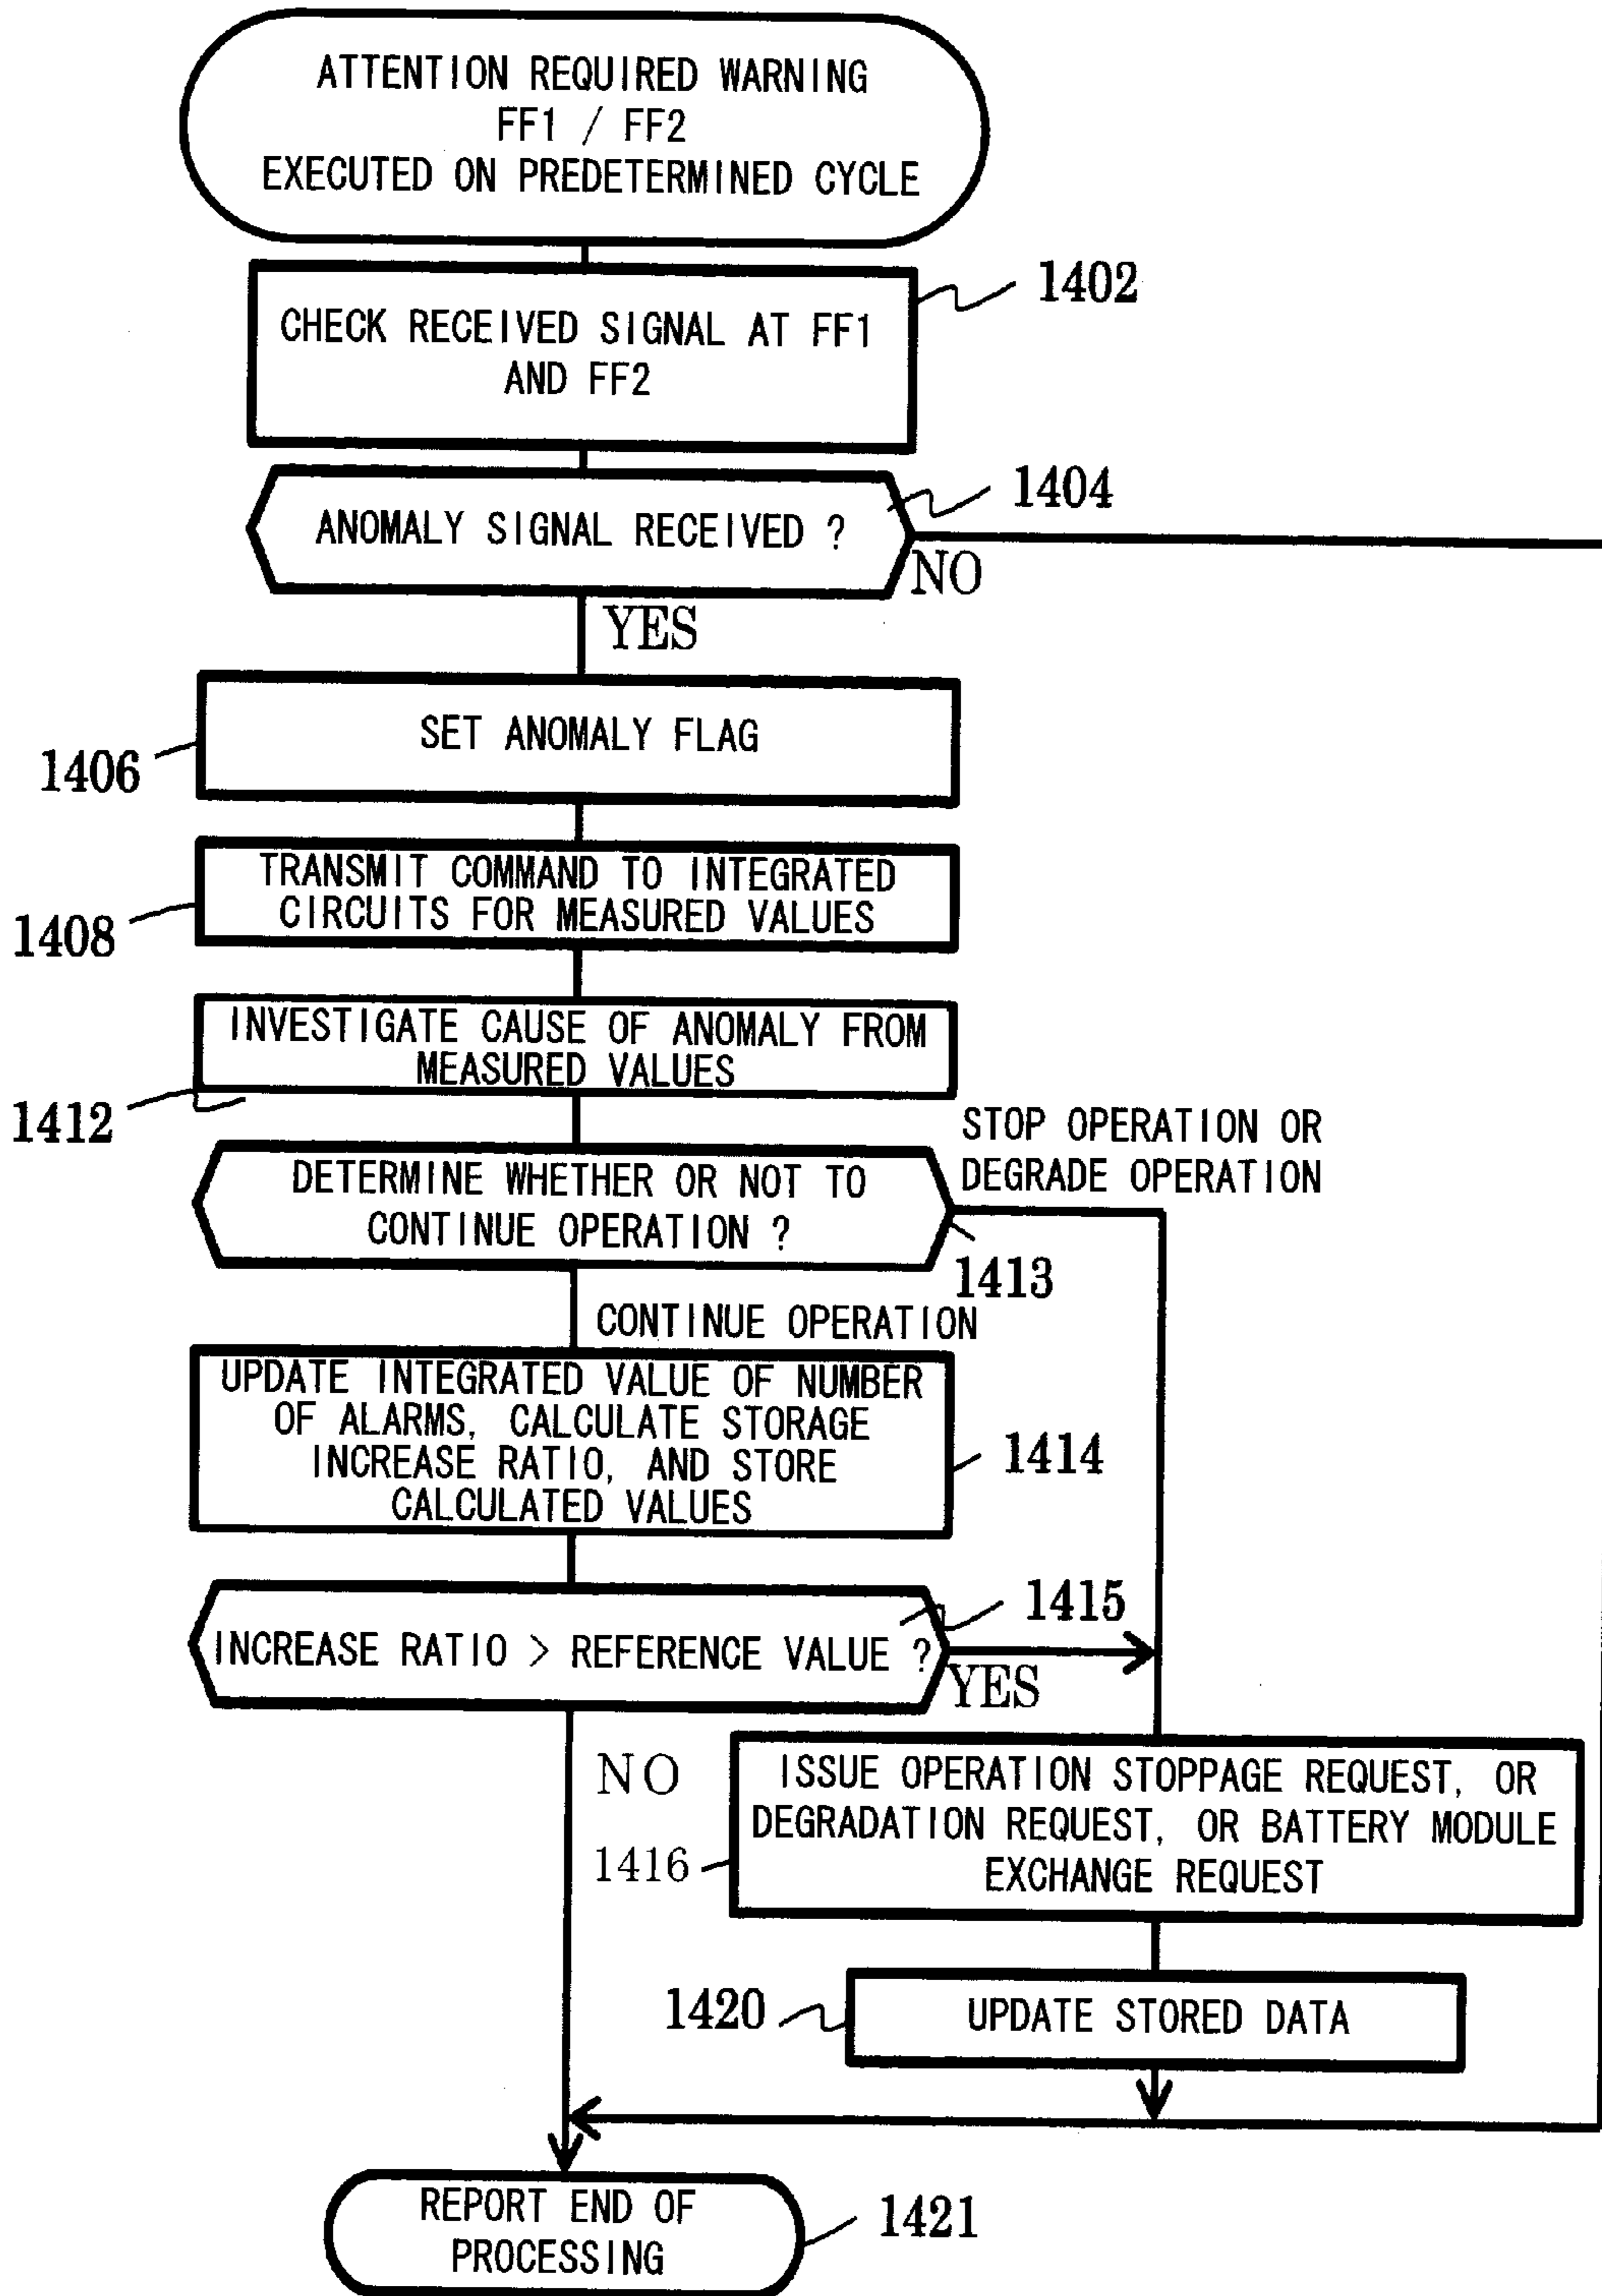 ATTENTION REQUIRED WARNING
FF1 / FF2
EXECUTED ON PREDETERMINED CYCLE
1402
CHECK RECEIVED SIGNAL AT FF1
AND FF2
1404
ANOMALY SIGNAL RECEIVED ?
NO
YES
SET ANOMALY FLAG
1406
TRANSMIT COMMAND TO INTEGRATED
CIRCUITS FOR MEASURED VALUES
1408
INVESTIGATE CAUSE OF ANOMALY FROM
MEASURED VALUES
1412
STOP OPERATION OR
DEGRADE OPERATION
DETERMINE WHETHER OR NOT TO
CONTINUE OPERATION ?
1413
CONTINUE OPERATION
UPDATE INTEGRATED VALUE OF NUMBER
OF ALARMS, CALCULATE STORAGE
INCREASE RATIO, AND STORE
CALCULATED VALUES
1414
1415
INCREASE RATIO > REFERENCE VALUE ?
YES
NO
ISSUE OPERATION STOPPAGE REQUEST, OR
DEGRADATION REQUEST, OR BATTERY MODULE
EXCHANGE REQUEST
1416
1420
UPDATE STORED DATA
REPORT END OF
PROCESSING
1421